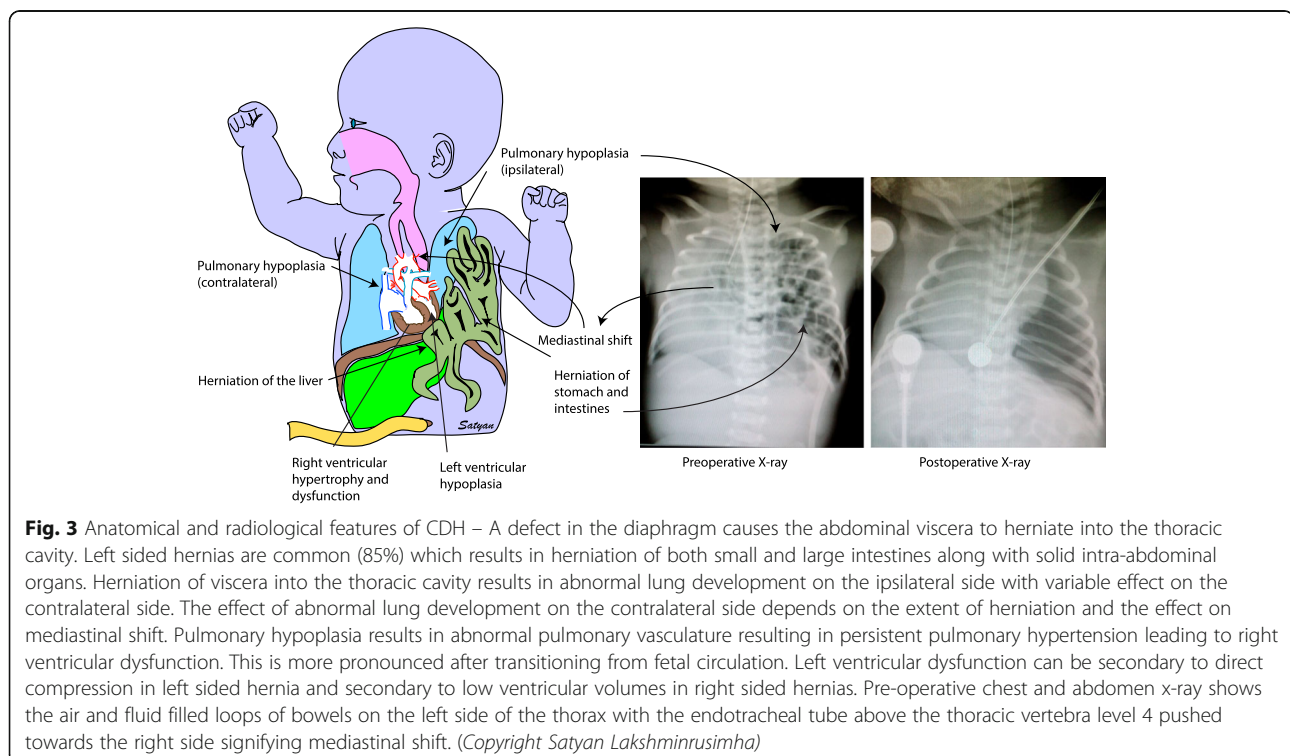 Pulmonary hypoplasia
(ipsilateral)
Pulmonary hypoplasia
(contralateral)
Mediastinal shift
Herniation of the liver
Herniation of
stomach and
intestines
Satyan
Right ventricular
hypertrophy and
dysfunction
Left ventricular
hypoplasia
Preoperative X-ray
Postoperative X-ray
Fig. 3 Anatomical and radiological features of CDH – A defect in the diaphragm causes the abdominal viscera to herniate into the thoracic
cavity. Left sided hernias are common (85%) which results in herniation of both small and large intestines along with solid intra-abdominal
organs. Herniation of viscera into the thoracic cavity results in abnormal lung development on the ipsilateral side with variable effect on the
contralateral side. The effect of abnormal lung development on the contralateral side depends on the extent of herniation and the effect on
mediastinal shift. Pulmonary hypoplasia results in abnormal pulmonary vasculature resulting in persistent pulmonary hypertension leading to right
ventricular dysfunction. This is more pronounced after transitioning from fetal circulation. Left ventricular dysfunction can be secondary to direct
compression in left sided hernia and secondary to low ventricular volumes in right sided hernias. Pre-operative chest and abdomen x-ray shows
the air and fluid filled loops of bowels on the left side of the thorax with the endotracheal tube above the thoracic vertebra level 4 pushed
towards the right side signifying mediastinal shift. (Copyright Satyan Lakshminrusimha)